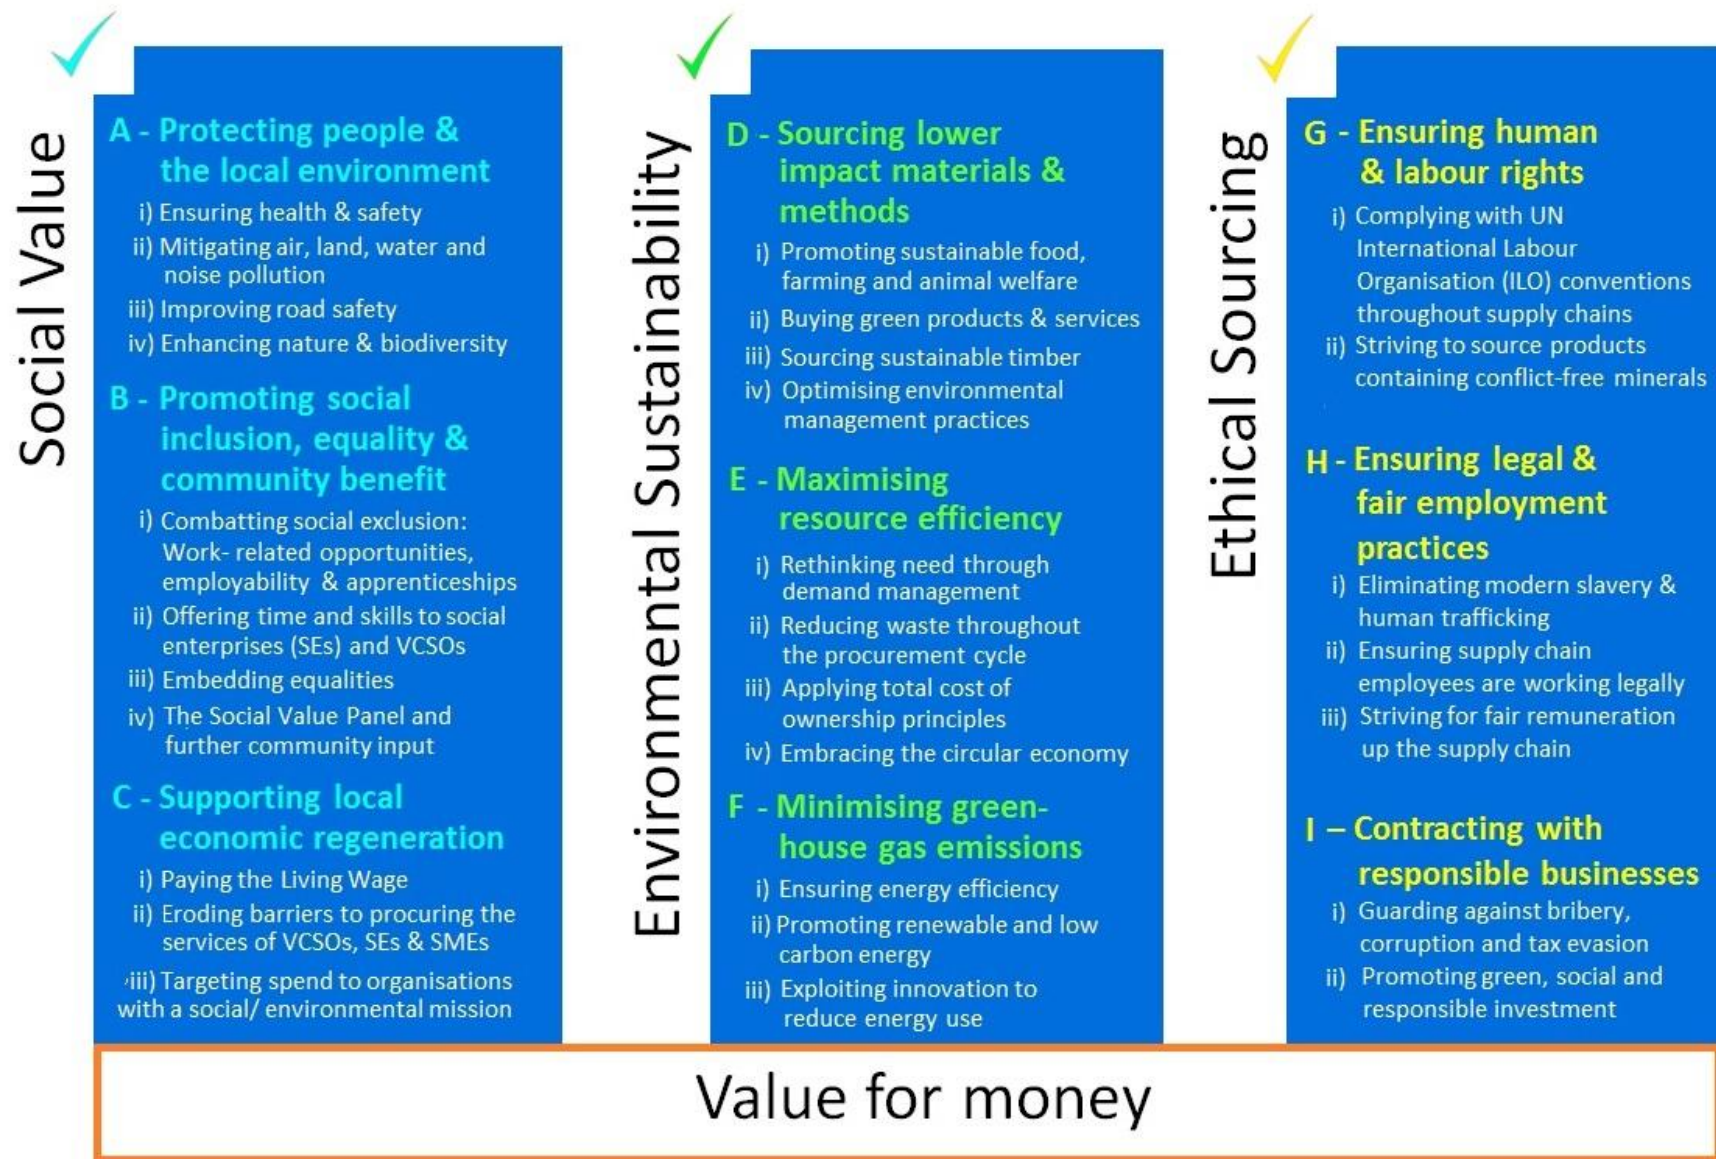 Social Value
A - Protecting people &
the local environment
i) Ensuring health & safety
ii) Mitigating air, land, water and
noise pollution
iii) Improving road safety
iv) Enhancing nature & biodiversity
B - Promoting social
inclusion, equality &
community benefit
i) Combatting social exclusion:
Work- related opportunities,
employability & apprenticeships
ii) Offering time and skills to social
enterprises (SEs) and VCSOs
iii) Embedding equalities
iv) The Social Value Panel and
further community input
C - Supporting local
economic regeneration
i) Paying the Living Wage
ii) Eroding barriers to procuring the
services of VCSOs, SEs & SMEs
iii) Targeting spend to organisations
with a social/ environmental mission
Environmental Sustainability
D - Sourcing lower
impact materials &
methods
i) Promoting sustainable food,
farming and animal welfare
ii) Buying green products & services
iii) Sourcing sustainable timber
iv) Optimising environmental
management practices
E - Maximising
resource efficiency
i) Rethinking need through
demand management
ii) Reducing waste throughout
the procurement cycle
iii) Applying total cost of
ownership principles
iv) Embracing the circular economy
F - Minimising green-
house gas emissions
i) Ensuring energy efficiency
ii) Promoting renewable and low
carbon energy
iii) Exploiting innovation to
reduce energy use
Ethical Sourcing
G - Ensuring human
& labour rights
i) Complying with UN
International Labour
Organisation (ILO) conventions
throughout supply chains
ii) Striving to source products
containing conflict-free minerals
H - Ensuring legal &
fair employment
practices
i) Eliminating modern slavery &
human trafficking
ii) Ensuring supply chain
employees are working legally
iii) Striving for fair remuneration
up the supply chain
I – Contracting with
responsible businesses
i) Guarding against bribery,
corruption and tax evasion
ii) Promoting green, social and
responsible investment
Value for money